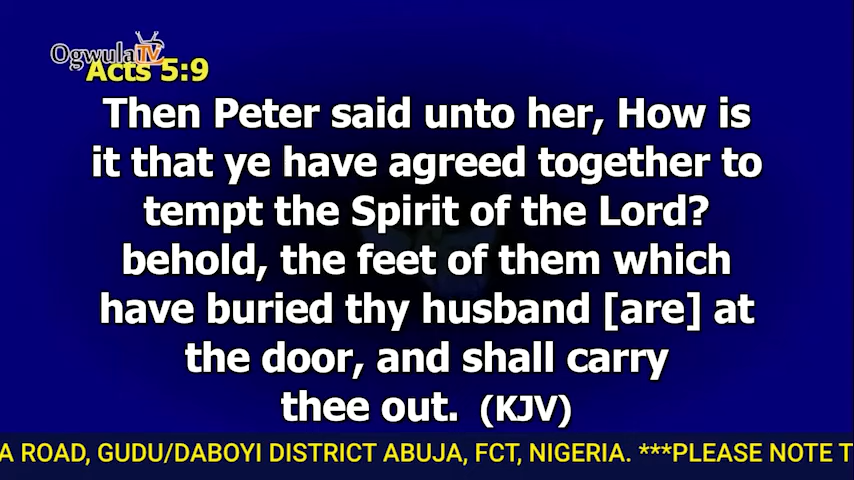 OgwulaTV
Acts 5:9
Then Peter said unto her, How is
it that ye have agreed together to
tempt the Spirit of the Lord?
behold, the feet of them which
have buried thy husband [are] at
the door, and shall carry
thee out. (KJV)
A ROAD, GUDU/DABOYI DISTRICT ABUJA, FCT, NIGERIA. ***PLEASE NOTE T